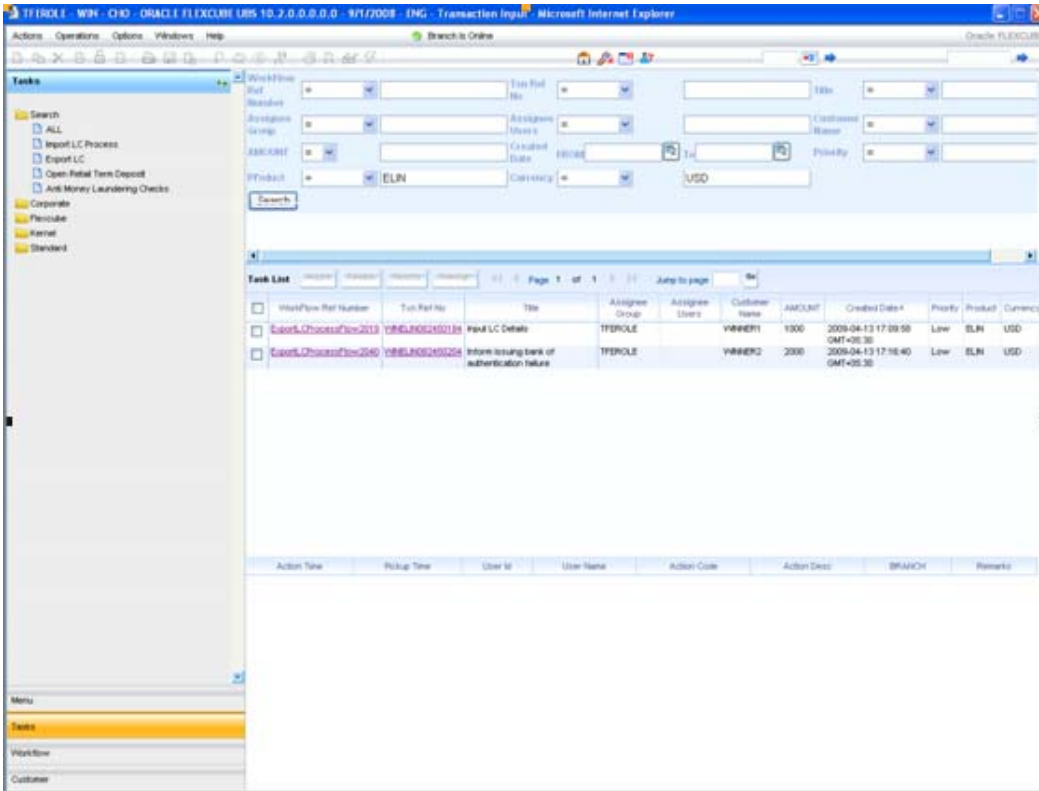 TFEROLE - WIN - CHO - ORACLE FLEXCUBE UBS 10.2.0.0.0.0.0 - 9/1/2008 - ENG - Transaction Input - Microsoft Internet Explorer
Actions Operations Options Windows Help Branch Is Online Oracle FLEXCUBE
Tasks
Search
ALL
Import LC Process
Export LC
Open Retail Term Deposit
Anti Money Laundering Checks
Corporate
Flexcube
Kernel
Standard
Workflow Ref Number = Txn Ref No = Title =
Assignee Group = Assignee Users = Customer Name =
AMOUNT = Created Date FROM To Priority =
Product = ELIN Currency = USD
Search
Task List Page 1 of 1 Jump to page Go
WorkFlow Ref Number Txn Ref No Title Assignee Group Assignee Users Customer Name AMOUNT Created Date Priority Product Currency
Input LC Details TFEROLE WINNER1 1000 2009-04-13 17:09:58 GMT+05:30 Low ELIN USD
Inform issuing bank of authentication failure TFEROLE WINNER2 2000 2009-04-13 17:16:40 GMT+05:30 Low ELIN USD
Action Time Pickup Time User Id User Name Action Code Action Desc BRANCH Remarks
Menu
Tasks
Workflow
Customer